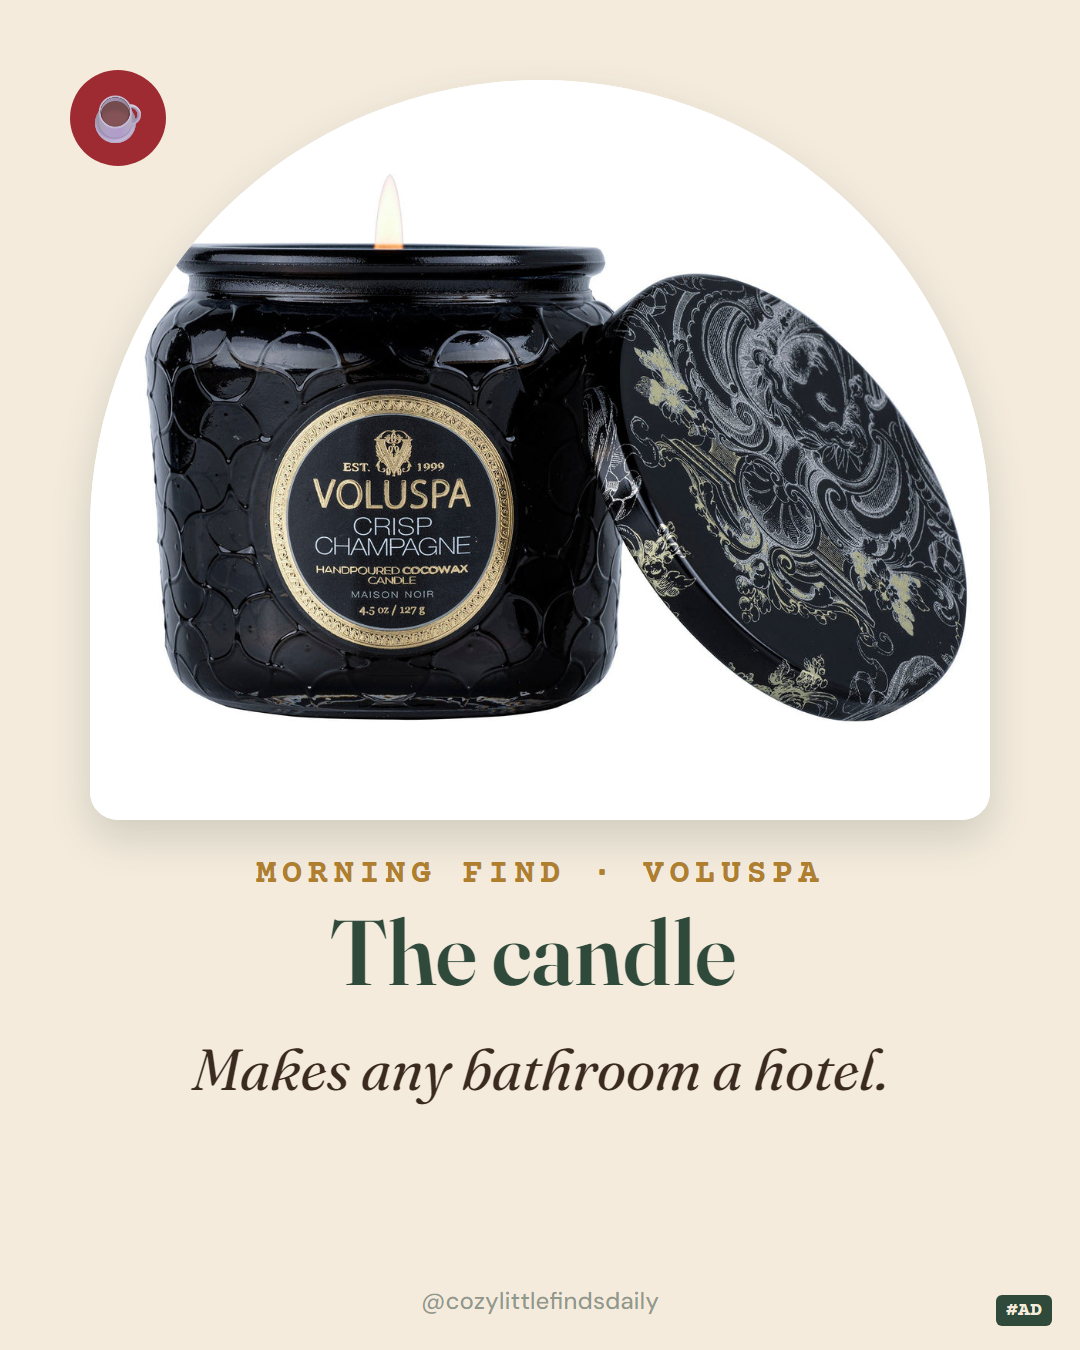 EST. 1999
VOLUSPA
CRISP
CHAMPAGNE
HANDPOURED COCOWAX
CANDLE
MAISON NOIR
4.5 oz / 127 g
MORNING FIND · VOLUSPA
The candle
Makes any bathroom a hotel.
@cozylittlefindsdaily
#AD